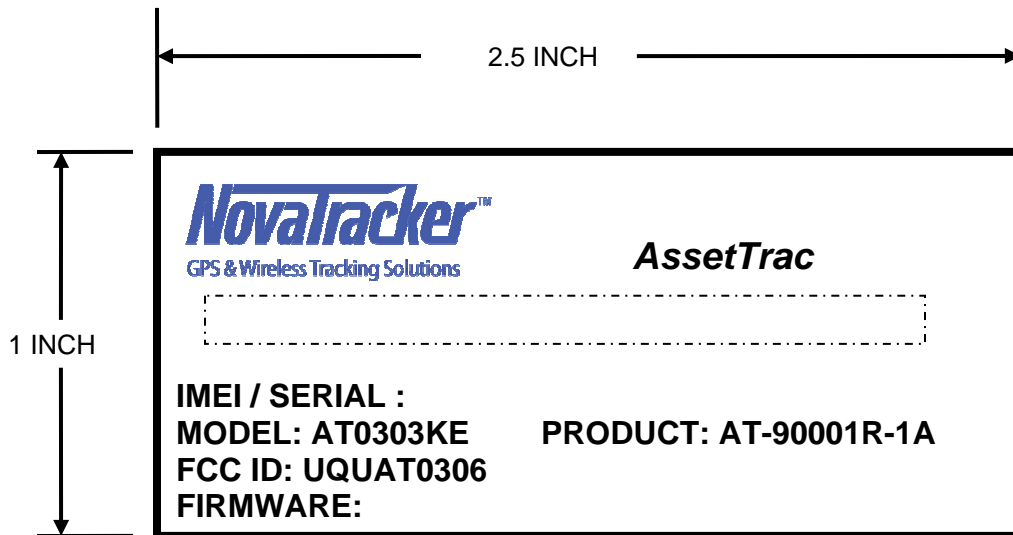 2.5 INCH
NovaTracker™
GPS & Wireless Tracking Solutions
AssetTrac
1 INCH
IMEI / SERIAL :
MODEL: AT0303KE PRODUCT: AT-90001R-1A
FCC ID: UQUAT0306
FIRMWARE: